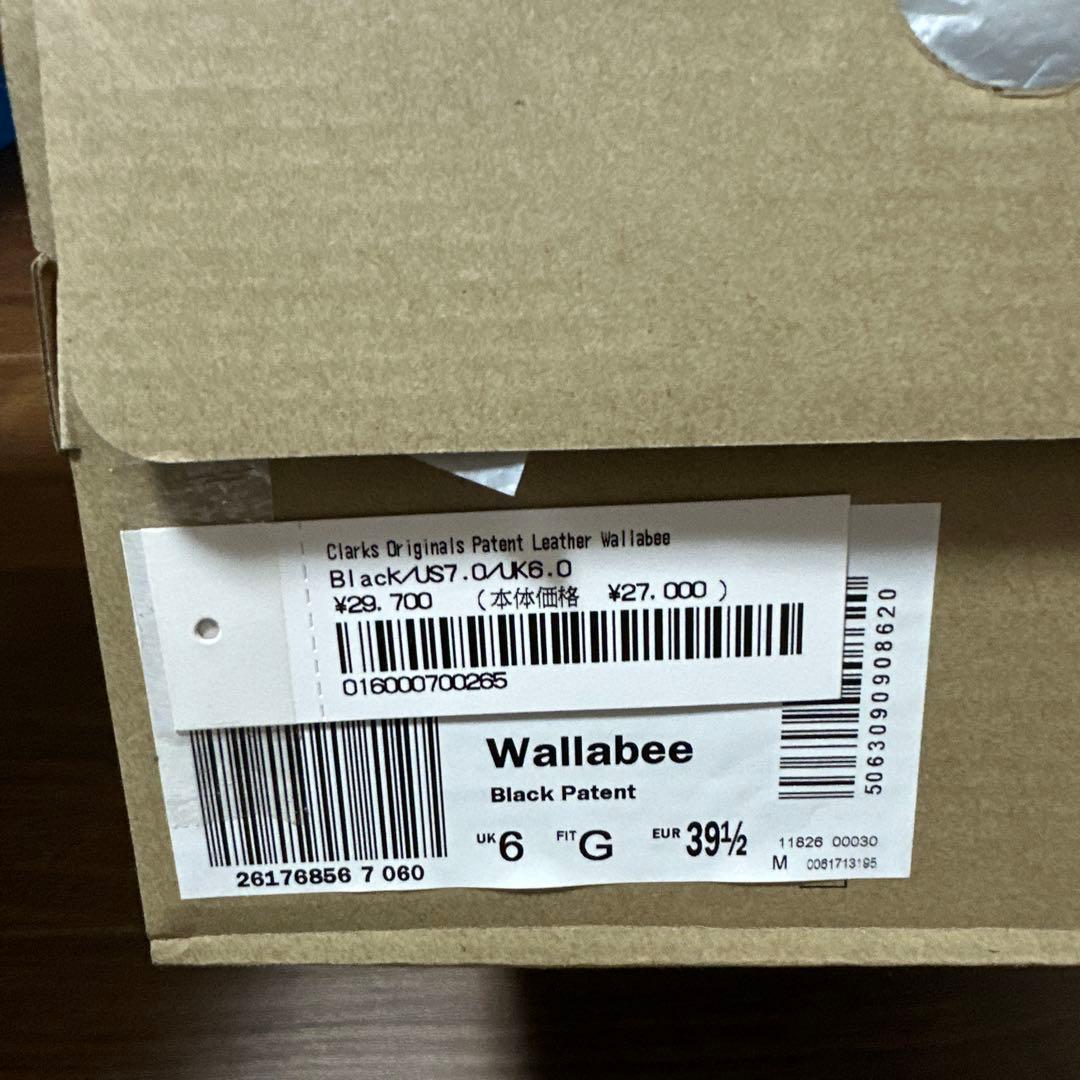 Clarks Originals Patent Leather Wallabee
Black/US7.0/UK6.0
¥29.700 （本体価格 ¥27.000 ）
016000700265
5063090908620
Wallabee
Black Patent
UK 6 FIT G EUR 39½
11826 00030
M 0061713195
26176856 7 060